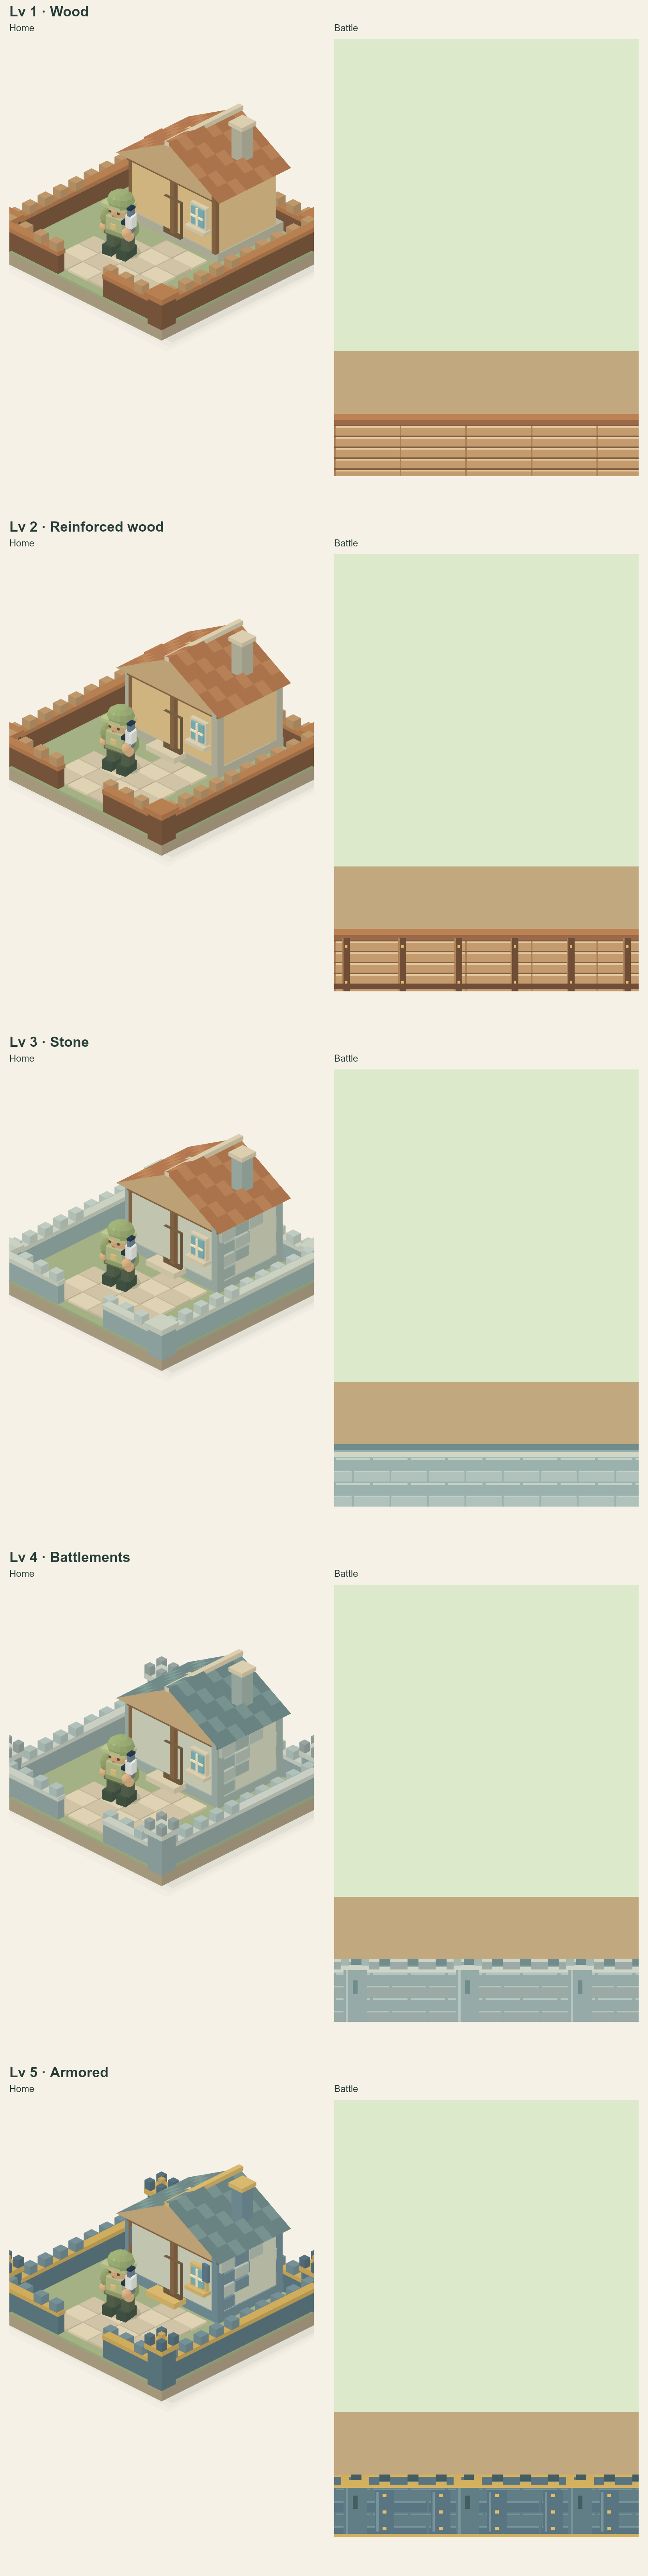 Lv 1 · Wood
Home
Battle
Lv 2 · Reinforced wood
Home
Battle
Lv 3 · Stone
Home
Battle
Lv 4 · Battlements
Home
Battle
Lv 5 · Armored
Home
Battle